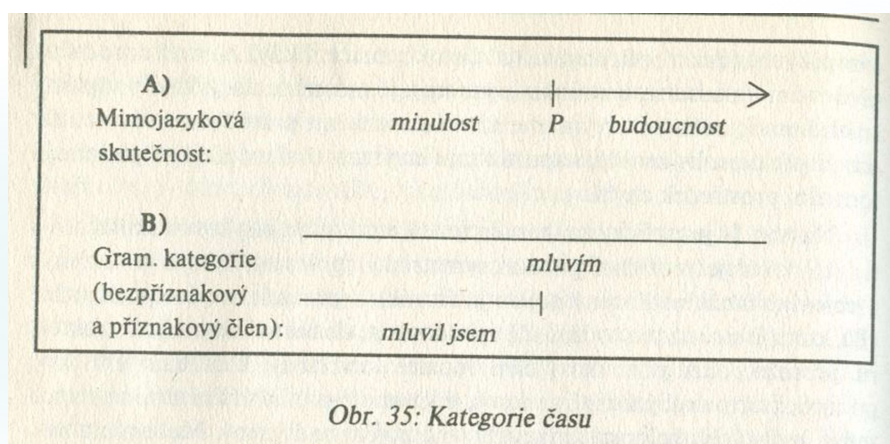 A)
Mimojazyková minulost P budoucnost
skutečnost:
B)
Gram. kategorie mluvím
(bezpříznakový
a příznakový člen): mluvil jsem
Obr. 35: Kategorie času